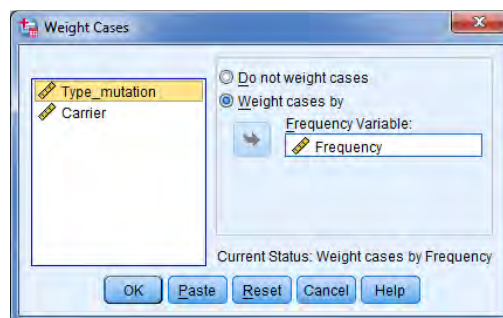 Weight Cases
Type_mutation
Carrier
Do not weight cases
Weight cases by
Frequency Variable:
Frequency
Current Status: Weight cases by Frequency
OK
Paste
Reset
Cancel
Help